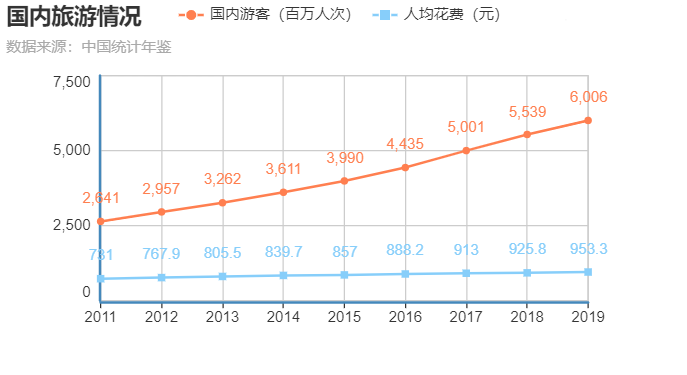 国内旅游情况
国内游客（百万人次） 人均花费（元）
数据来源：中国统计年鉴
7,500
5,000
2,500
0
2,641 2,957 3,262 3,611 3,990 4,435 5,001 5,539 6,006
731 767.9 805.5 839.7 857 888.2 913 925.8 953.3
2011 2012 2013 2014 2015 2016 2017 2018 2019